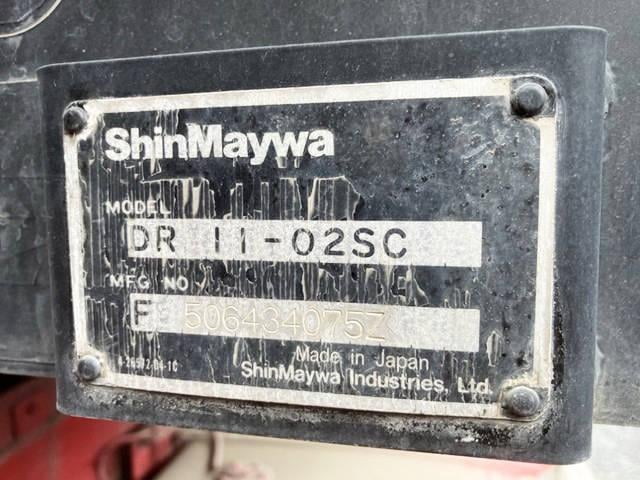 ShinMaywa
MODEL
DR 11-02SC
MFG NO
F 506434075Z
Made in Japan
ShinMaywa Industries, Ltd.